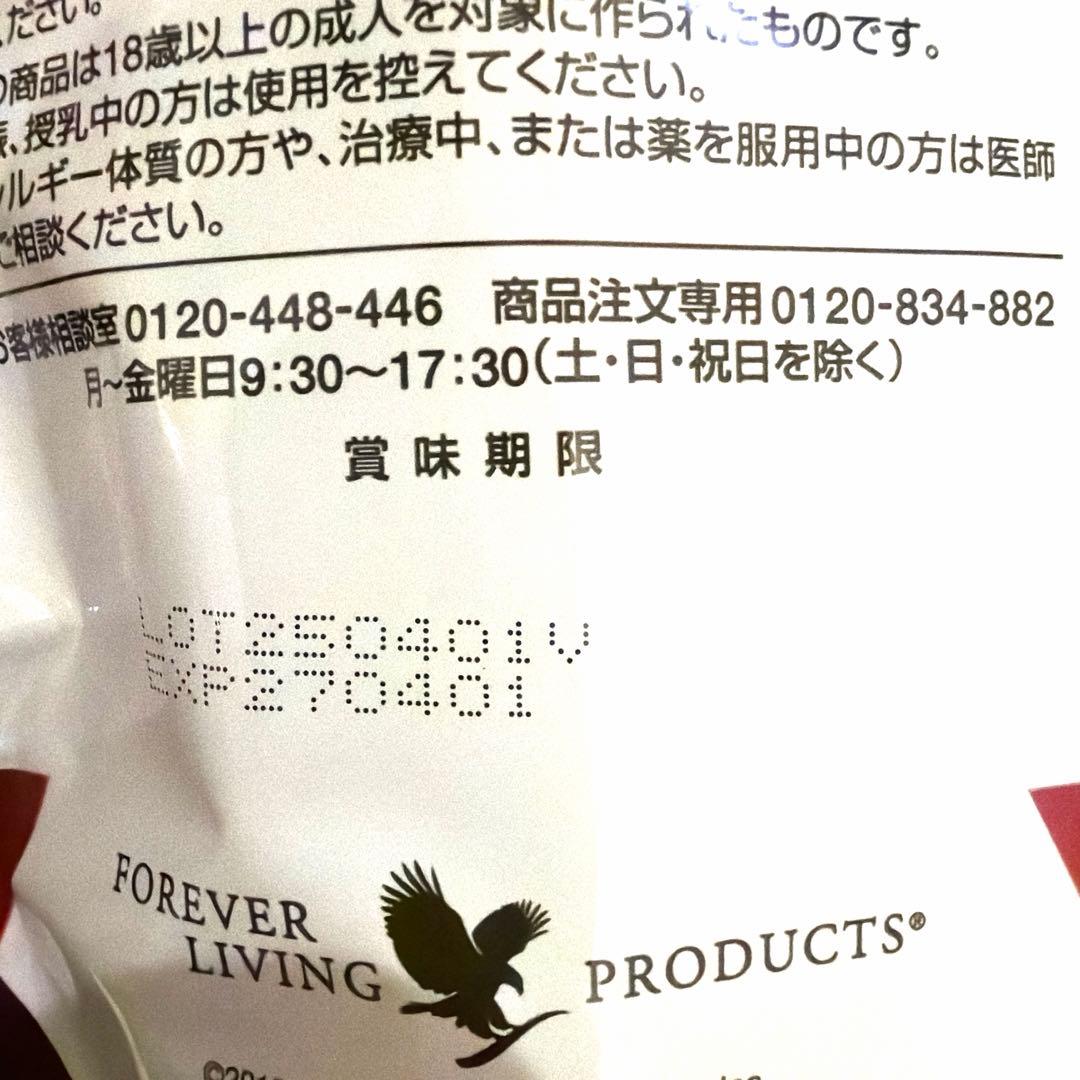 ください。
商品は18歳以上の成人を対象に作られたものです。
、授乳中の方は使用を控えてください。
ルギー体質の方や、治療中、または薬を服用中の方は医師
ご相談ください。
お客様相談室0120-448-446 商品注文専用0120-834-882
月~金曜日9:30〜17:30(土・日・祝日を除く)
賞味期限
LOT250401V
EXP270401
FOREVER
LIVING
PRODUCTS®